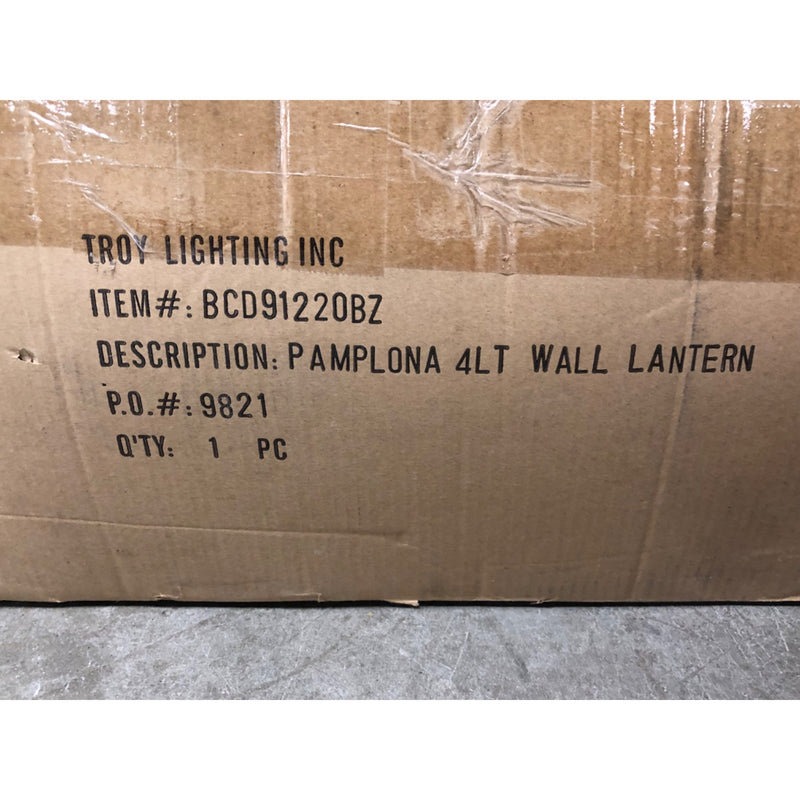 TROY LIGHTING INC
ITEM#: BCD91220BZ
DESCRIPTION: PAMPLONA 4LT WALL LANTERN
P.O.#: 9821
Q'TY: 1 PC